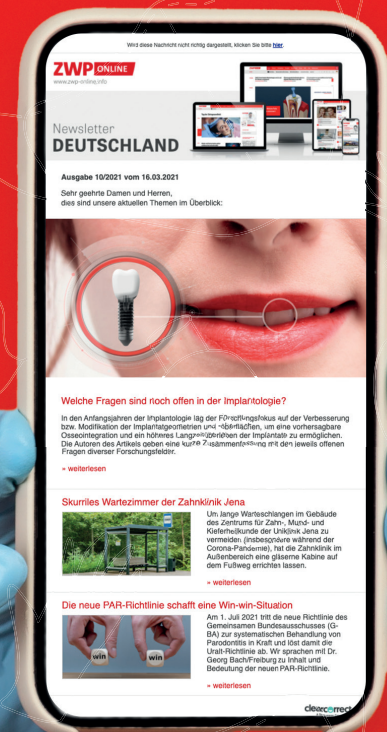 Wird diese Nachricht nicht richtig dargestellt, klicken Sie bitte hier.
ZWP ONLINE
www.zwp-online.info
Newsletter
DEUTSCHLAND
Ausgabe 10/2021 vom 16.03.2021
Sehr geehrte Damen und Herren,
dies sind unsere aktuellen Themen im Überblick:
Welche Fragen sind noch offen in der Implantologie?
In den Anfangsjahren der Implantologie lag der Forschungsfokus auf der Verbesserung
bzw. Modifikation der Implantatgeometrien und -oberflächen, um eine vorhersagbare
Osseointegration und ein höheres Langzeitüberleben der Implantate zu ermöglichen.
Die Autoren des Artikels geben eine kurze Zusammenfassung mit den jeweils offenen
Fragen diverser Forschungsfelder.
» weiterlesen
Skurriles Wartezimmer der Zahnklinik Jena
Um lange Warteschlangen im Gebäude
des Zentrums für Zahn-, Mund- und
Kieferheilkunde der Uniklinik Jena zu
vermeiden (insbesondere während der
Corona-Pandemie), hat die Zahnklinik im
Außenbereich eine gläserne Kabine auf
dem Fußweg errichten lassen.
» weiterlesen
Die neue PAR-Richtlinie schafft eine Win-win-Situation
win win
Am 1. Juli 2021 tritt die neue Richtlinie des
Gemeinsamen Bundesausschusses (G-
BA) zur systematischen Behandlung von
Parodontitis in Kraft und löst damit die
Uralt-Richtlinie ab. Wir sprachen mit Dr.
Georg Bach/Freiburg zu Inhalt und
Bedeutung der neuen PAR-Richtlinie.
» weiterlesen
clearcorrect